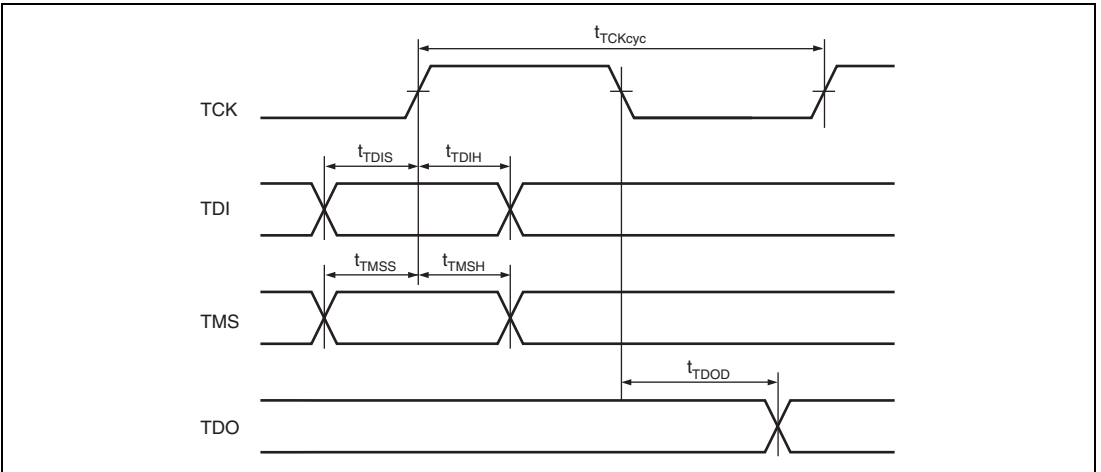 tTCKcyc
TCK
tTDIS tTDIH
TDI
tTMSS tTMSH
TMS
tTDOD
TDO